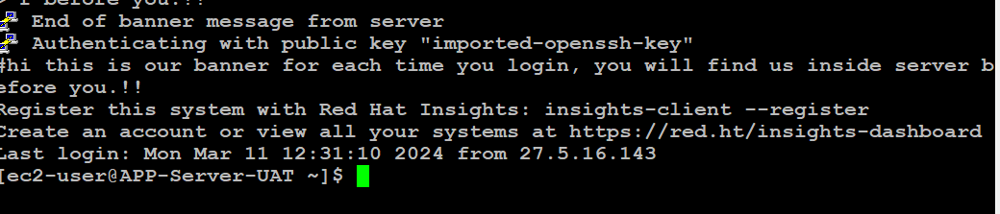 > r before you.!!
End of banner message from server
Authenticating with public key "imported-openssh-key"
#hi this is our banner for each time you login, you will find us inside server b
efore you.!!
Register this system with Red Hat Insights: insights-client --register
Create an account or view all your systems at https://red.ht/insights-dashboard
Last login: Mon Mar 11 12:31:10 2024 from 27.5.16.143
[ec2-user@APP-Server-UAT ~]$